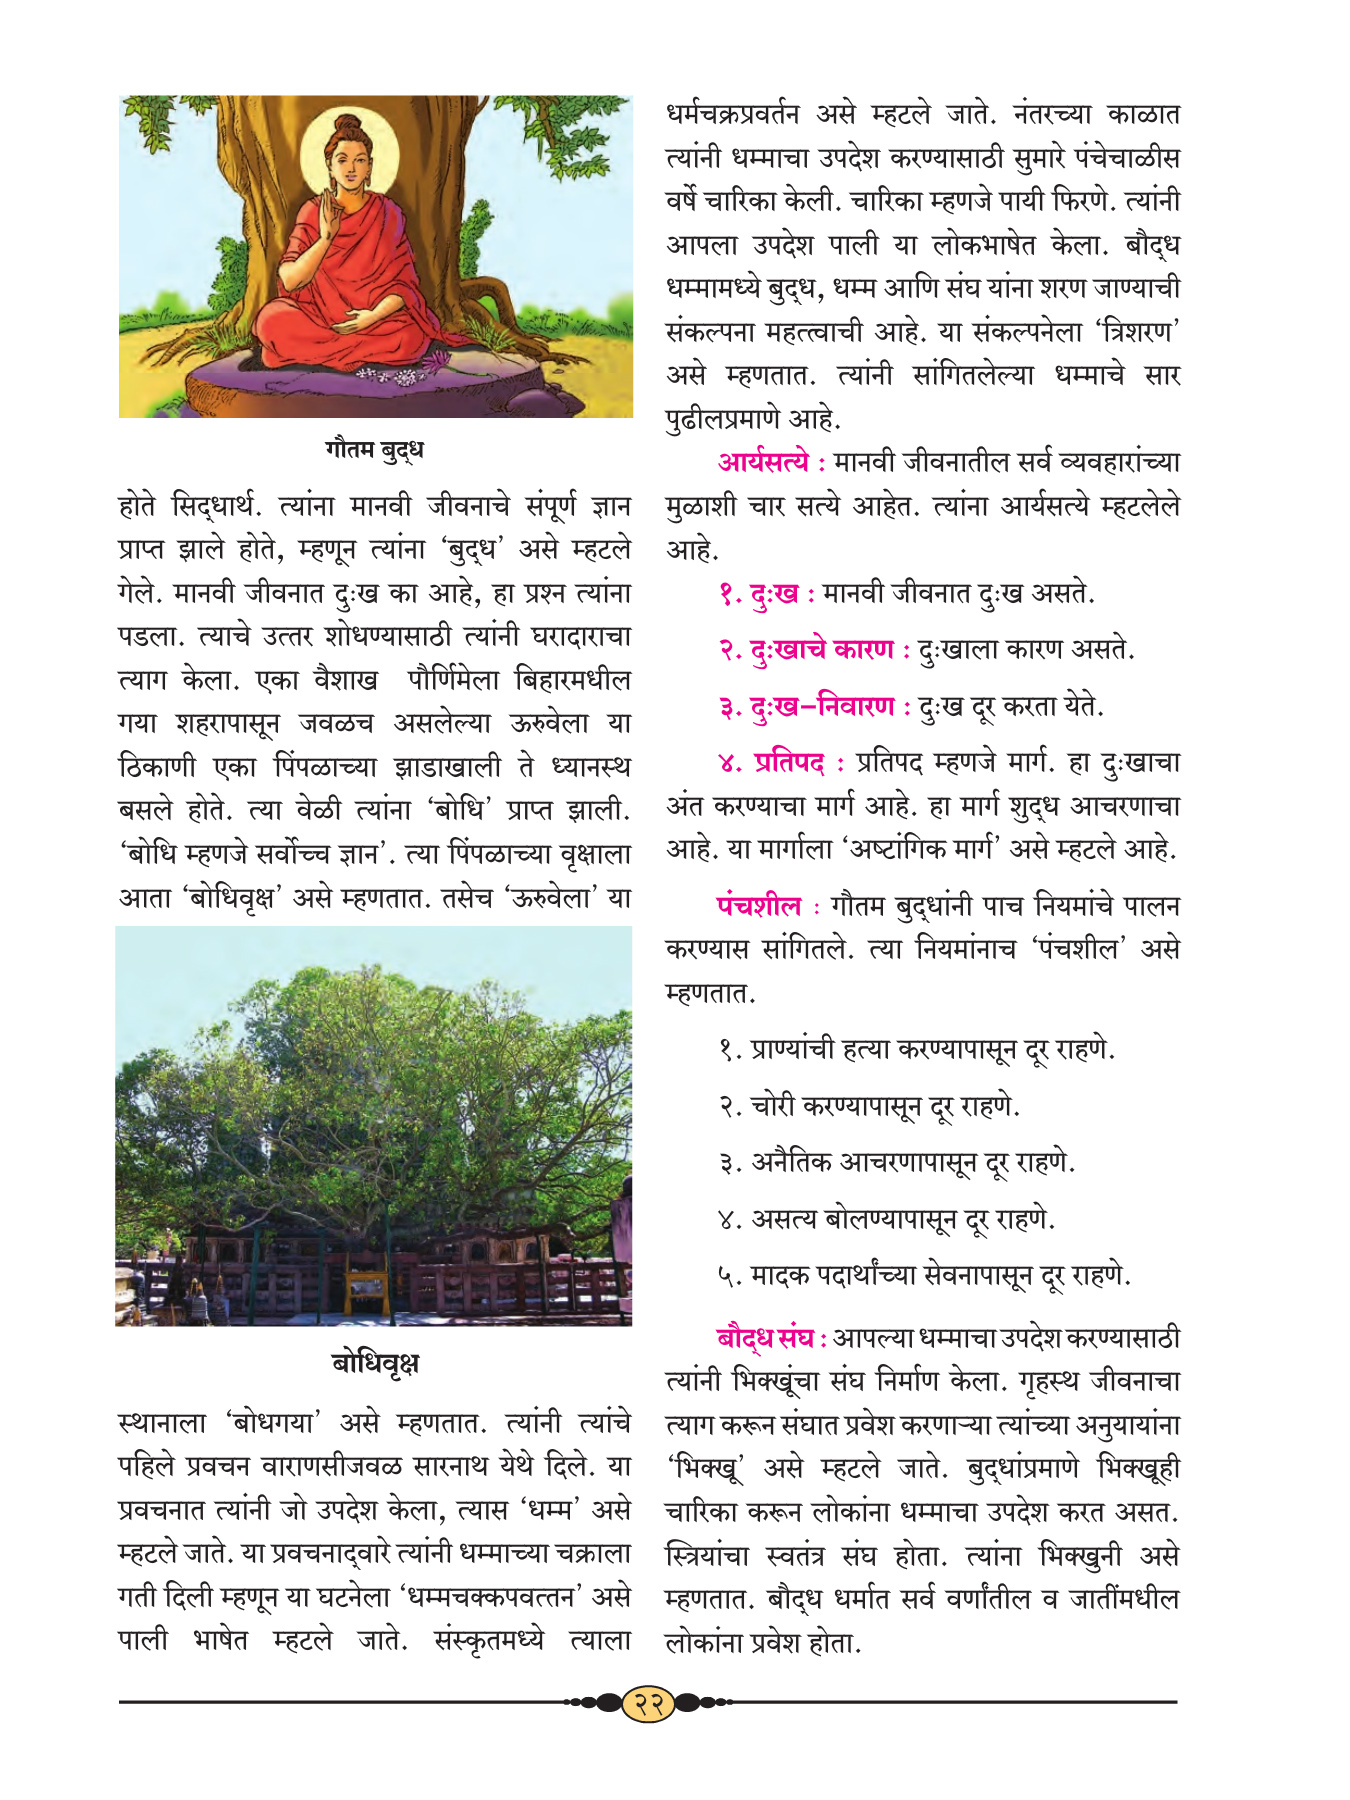 गौतम बुद्ध
होते सिद्धार्थ. त्यांना मानवी जीवनाचे संपूर्ण ज्ञान
प्राप्त झाले होते, म्हणून त्यांना ‘बुद्ध’ असे म्हटले
गेले. मानवी जीवनात दुःख का आहे, हा प्रश्न त्यांना
पडला. त्याचे उत्तर शोधण्यासाठी त्यांनी घरादाराचा
त्याग केला. एका वैशाख पौर्णिमेला बिहारमधील
गया शहरापासून जवळच असलेल्या ऊरुवेला या
ठिकाणी एका पिंपळाच्या झाडाखाली ते ध्यानस्थ
बसले होते. त्या वेळी त्यांना ‘बोधि’ प्राप्त झाली.
‘बोधि म्हणजे सर्वोच्च ज्ञान’. त्या पिंपळाच्या वृक्षाला
आता ‘बोधिवृक्ष’ असे म्हणतात. तसेच ‘ऊरुवेला’ या
बोधिवृक्ष
स्थानाला ‘बोधगया’ असे म्हणतात. त्यांनी त्यांचे
पहिले प्रवचन वाराणसीजवळ सारनाथ येथे दिले. या
प्रवचनात त्यांनी जो उपदेश केला, त्यास ‘धम्म’ असे
म्हटले जाते. या प्रवचनाद्वारे त्यांनी धम्माच्या चक्राला
गती दिली म्हणून या घटनेला ‘धम्मचक्कपवत्तन’ असे
पाली भाषेत म्हटले जाते. संस्कृतमध्ये त्याला
धर्मचक्रप्रवर्तन असे म्हटले जाते. नंतरच्या काळात
त्यांनी धम्माचा उपदेश करण्यासाठी सुमारे पंचेचाळीस
वर्षे चारिका केली. चारिका म्हणजे पायी फिरणे. त्यांनी
आपला उपदेश पाली या लोकभाषेत केला. बौद्ध
धम्मामध्ये बुद्ध, धम्म आणि संघ यांना शरण जाण्याची
संकल्पना महत्त्वाची आहे. या संकल्पनेला ‘त्रिशरण’
असे म्हणतात. त्यांनी सांगितलेल्या धम्माचे सार
पुढीलप्रमाणे आहे.
आर्यसत्ये : मानवी जीवनातील सर्व व्यवहारांच्या
मुळाशी चार सत्ये आहेत. त्यांना आर्यसत्ये म्हटलेले
आहे.
१. दुःख : मानवी जीवनात दुःख असते.
२. दुःखाचे कारण : दुःखाला कारण असते.
३. दुःख–निवारण : दुःख दूर करता येते.
४. प्रतिपद : प्रतिपद म्हणजे मार्ग. हा दुःखाचा
अंत करण्याचा मार्ग आहे. हा मार्ग शुद्ध आचरणाचा
आहे. या मार्गाला ‘अष्टांगिक मार्ग’ असे म्हटले आहे.
पंचशील : गौतम बुद्धांनी पाच नियमांचे पालन
करण्यास सांगितले. त्या नियमांनाच ‘पंचशील’ असे
म्हणतात.
१. प्राण्यांची हत्या करण्यापासून दूर राहणे.
२. चोरी करण्यापासून दूर राहणे.
३. अनैतिक आचरणापासून दूर राहणे.
४. असत्य बोलण्यापासून दूर राहणे.
५. मादक पदार्थांच्या सेवनापासून दूर राहणे.
बौद्ध संघ : आपल्या धम्माचा उपदेश करण्यासाठी
त्यांनी भिक्खूंचा संघ निर्माण केला. गृहस्थ जीवनाचा
त्याग करून संघात प्रवेश करणाऱ्या त्यांच्या अनुयायांना
‘भिक्खू’ असे म्हटले जाते. बुद्धांप्रमाणे भिक्खूही
चारिका करून लोकांना धम्माचा उपदेश करत असत.
स्त्रियांचा स्वतंत्र संघ होता. त्यांना भिक्खुनी असे
म्हणतात. बौद्ध धर्मात सर्व वर्णांतील व जातींमधील
लोकांना प्रवेश होता.
२२